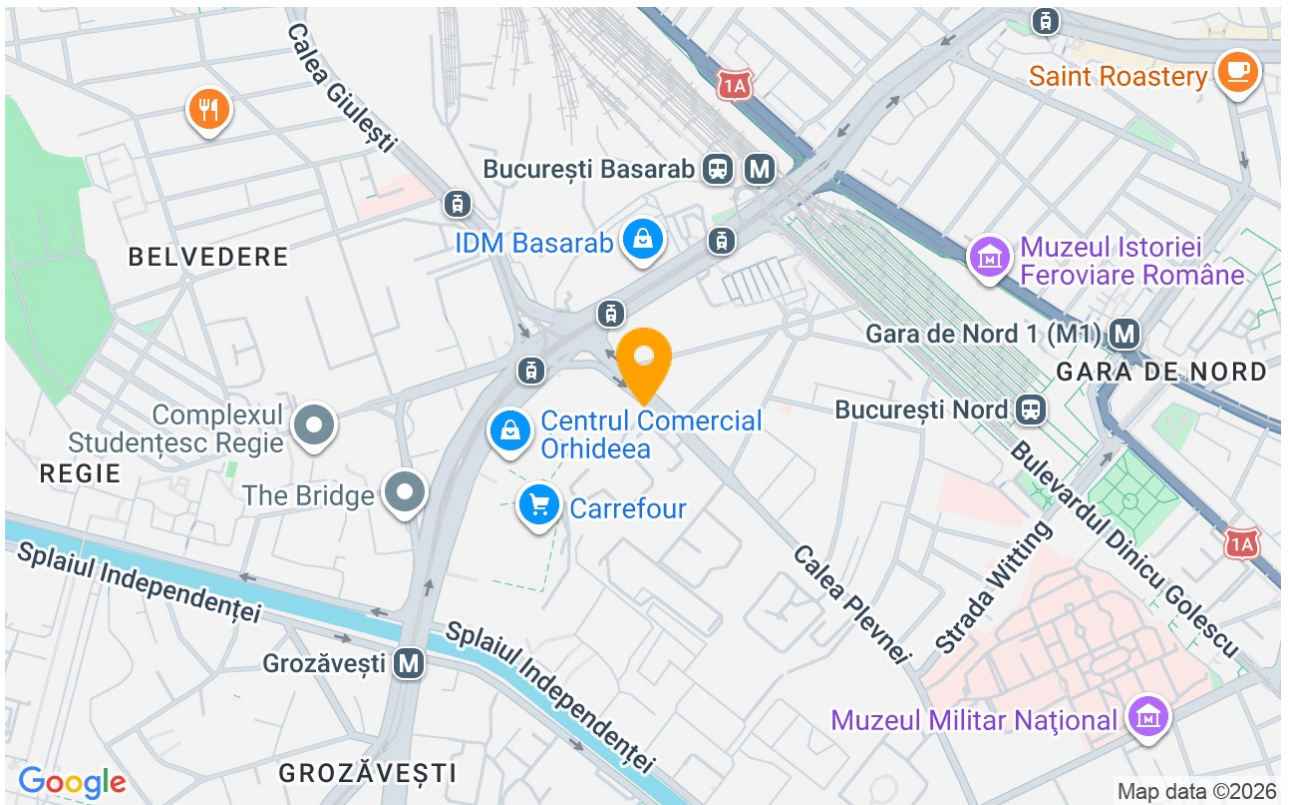 Calea Giulești
1A
Saint Roastery
București Basarab
M
IDM Basarab
BELVEDERE
Muzeul Istoriei
Feroviare Române
Gara de Nord 1 (M1)
M
GARA DE NORD
București Nord
Complexul
Studențesc Regie
REGIE
Centrul Comercial
Orhideea
The Bridge
Carrefour
Bulevardul Dinicu Golescu
1A
Splaiul Independenței
Calea Plevnei
Strada Witting
Splaiul Independenței
Grozăvești
M
Muzeul Militar Naţional
GROZĂVEȘTI
Google
Map data ©2026